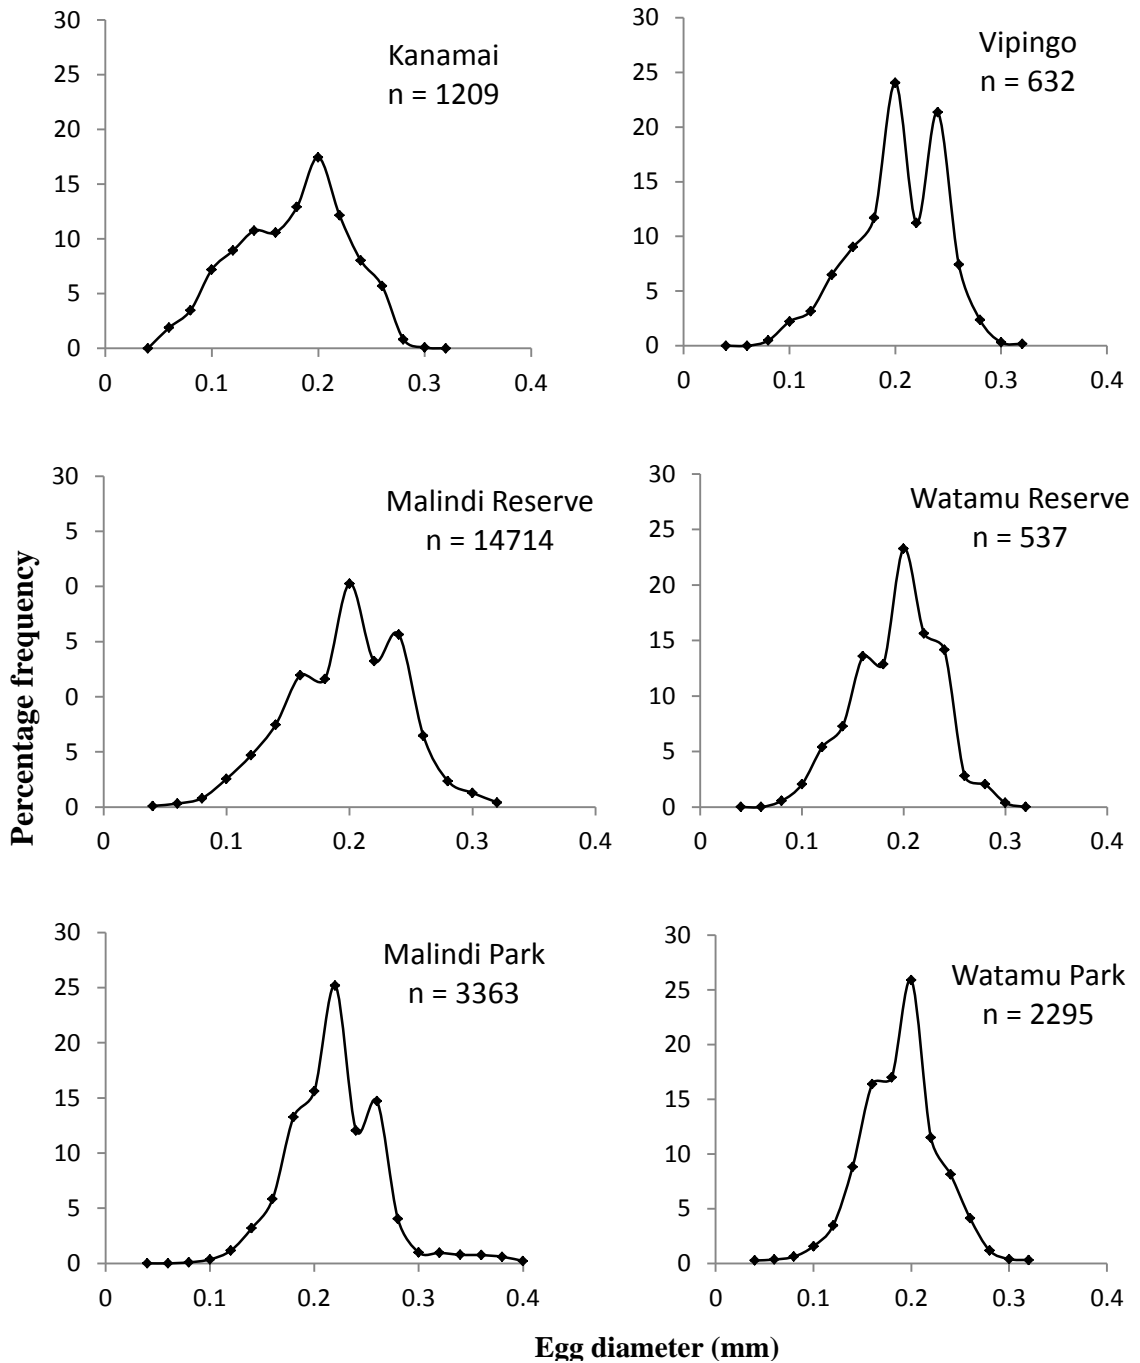 Kanamai
n = 1209
30
25
20
15
10
5
0
0 0.1 0.2 0.3 0.4
Vipingo
n = 632
30
25
20
15
10
5
0
0 0.1 0.2 0.3 0.4
Percentage frequency
Malindi Reserve
n = 14714
30
5
0
5
0
5
0
0 0.1 0.2 0.3 0.4
Watamu Reserve
n = 537
30
25
20
15
10
5
0
0 0.1 0.2 0.3 0.4
Malindi Park
n = 3363
30
25
20
15
10
5
0
0 0.1 0.2 0.3 0.4
Watamu Park
n = 2295
30
25
20
15
10
5
0
0 0.1 0.2 0.3 0.4
Egg diameter (mm)